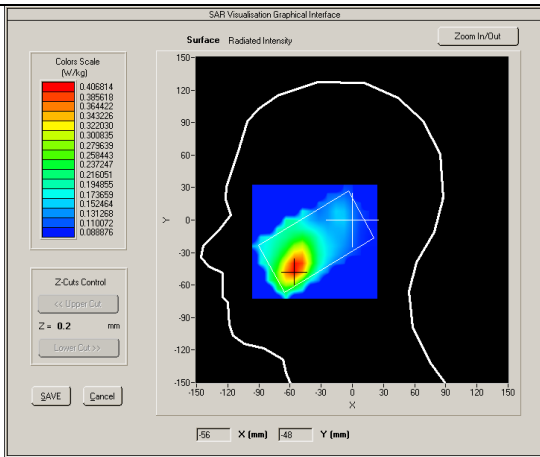 SAR Visualisation Graphical Interface
Surface Radiated Intensity
Zoom In/Out
Colors Scale
(W/kg)
0.406814
0.385618
0.364422
0.343226
0.322030
0.300835
0.279639
0.258443
0.237247
0.216051
0.194855
0.173659
0.152464
0.131268
0.110072
0.088876
Z-Cuts Control
<< Upper Cut
Z = 0.2 mm
Lower Cut >>
SAVE Cancel
150
120
90
60
30
0
-30
-60
-90
-120
-150
Y
-150 -120 -90 -60 -30 0 30 60 90 120 150
X
-56 X (mm) -48 Y (mm)